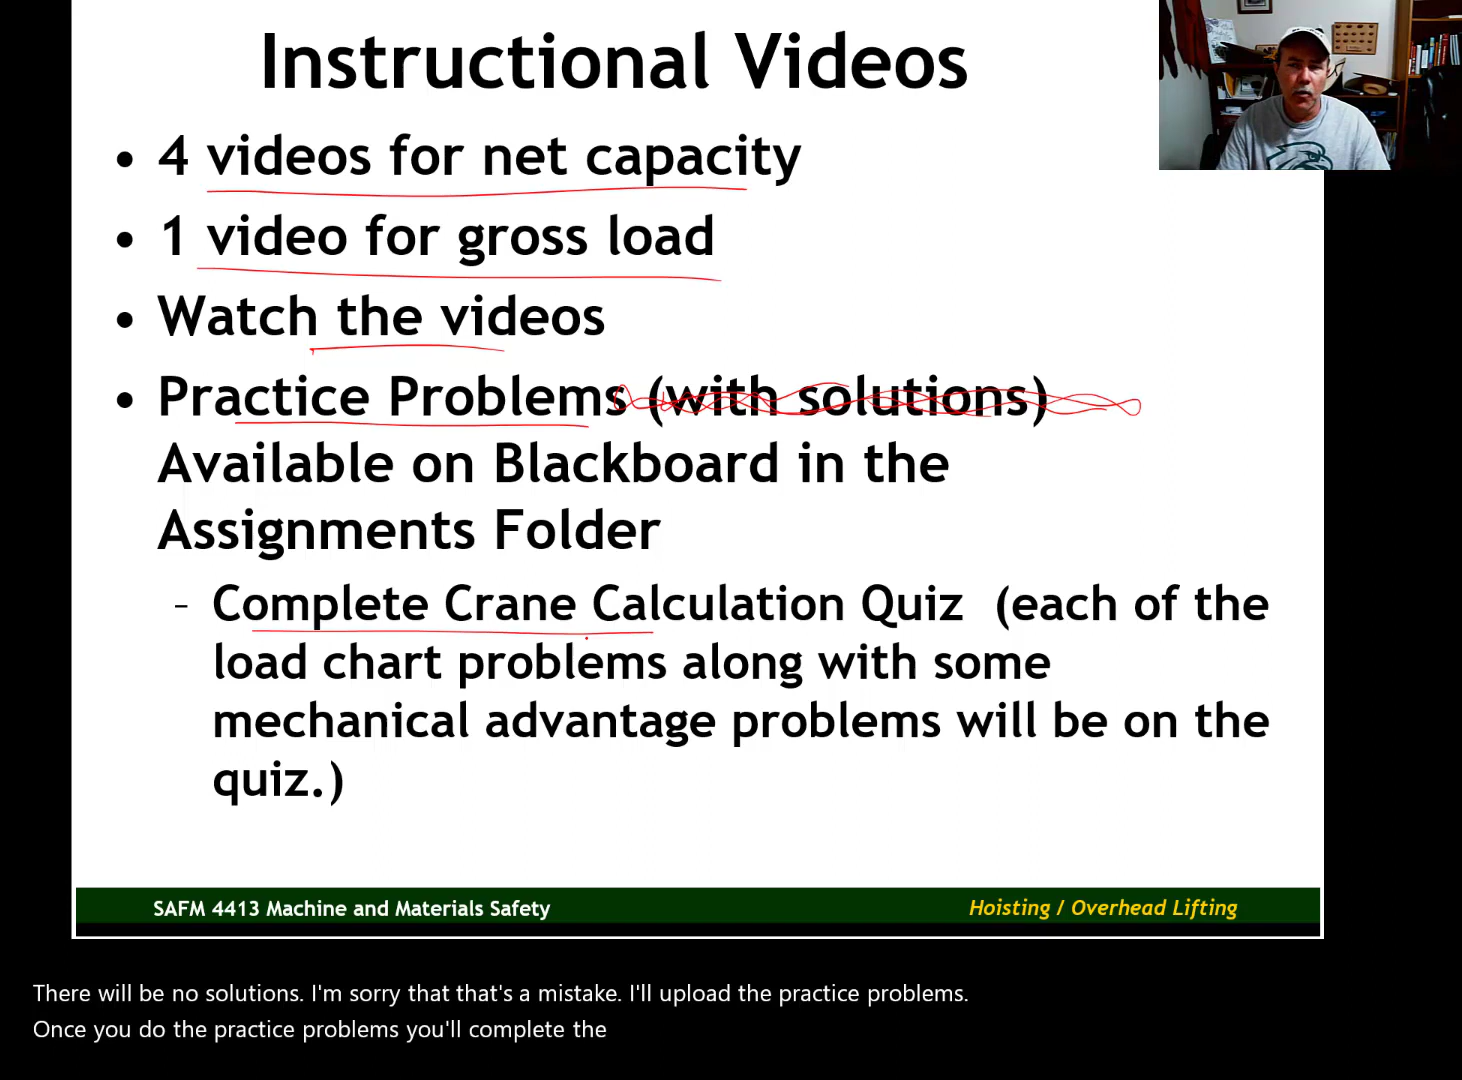 Instructional Videos
• 4 videos for net capacity
• 1 video for gross load
• Watch the videos
• Practice Problems (with solutions)
Available on Blackboard in the
Assignments Folder
– Complete Crane Calculation Quiz (each of the
load chart problems along with some
mechanical advantage problems will be on the
quiz.)
SAFM 4413 Machine and Materials Safety
Hoisting / Overhead Lifting
There will be no solutions. I'm sorry that that's a mistake. I'll upload the practice problems.
Once you do the practice problems you'll complete the